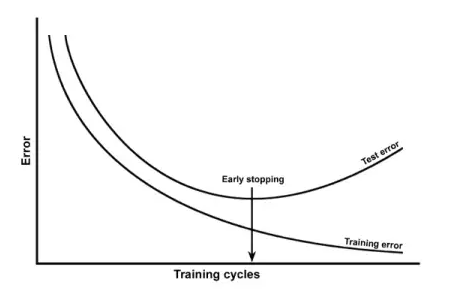 Error
Test error
Early stopping
Training error
Training cycles